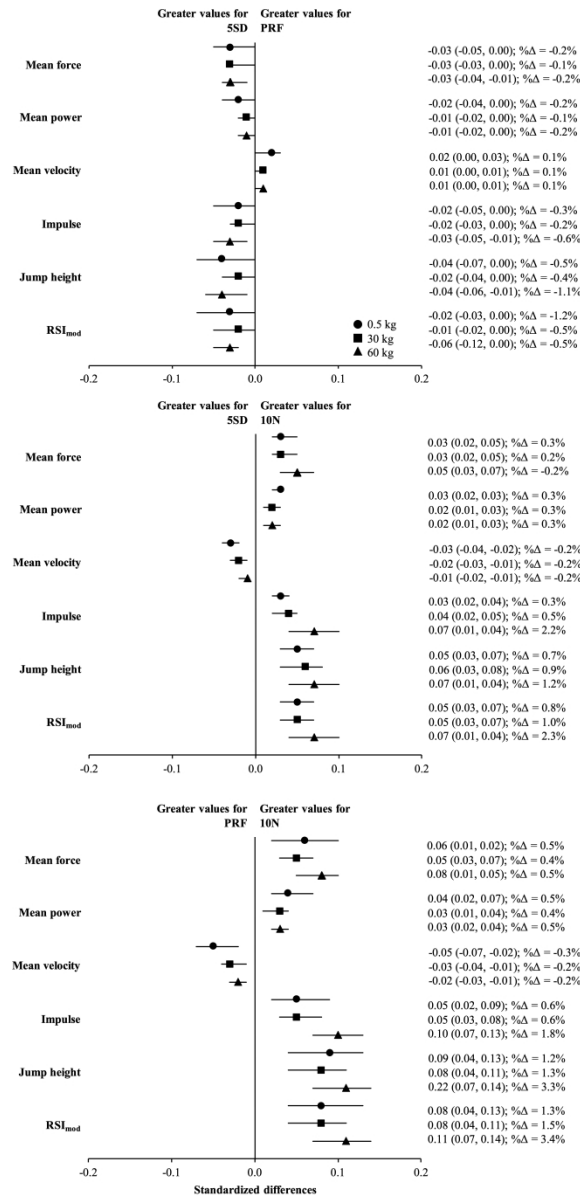 Greater values for Greater values for
5SD PRF
Mean force
-0.03 (-0.05, 0.00); %Δ = -0.2%
-0.03 (-0.03, 0.00); %Δ = -0.1%
-0.03 (-0.04, -0.01); %Δ = -0.2%
Mean power
-0.02 (-0.04, 0.00); %Δ = -0.2%
-0.01 (-0.02, 0.00); %Δ = -0.1%
-0.01 (-0.02, 0.00); %Δ = -0.2%
Mean velocity
0.02 (0.00, 0.03); %Δ = 0.1%
0.01 (0.00, 0.01); %Δ = 0.1%
0.01 (0.00, 0.01); %Δ = 0.1%
Impulse
-0.02 (-0.05, 0.00); %Δ = -0.3%
-0.02 (-0.03, 0.00); %Δ = -0.2%
-0.03 (-0.05, -0.01); %Δ = -0.6%
Jump height
-0.04 (-0.07, 0.00); %Δ = -0.5%
-0.02 (-0.04, 0.00); %Δ = -0.4%
-0.04 (-0.06, -0.01); %Δ = -1.1%
RSImod
-0.02 (-0.03, 0.00); %Δ = -1.2%
-0.01 (-0.02, 0.00); %Δ = -0.5%
-0.06 (-0.12, 0.00); %Δ = -0.5%
0.5 kg
30 kg
60 kg
-0.2 -0.1 0.0 0.1 0.2
Greater values for Greater values for
5SD 10N
Mean force
0.03 (0.02, 0.05); %Δ = 0.3%
0.03 (0.02, 0.05); %Δ = 0.2%
0.05 (0.03, 0.07); %Δ = -0.2%
Mean power
0.03 (0.02, 0.03); %Δ = 0.3%
0.02 (0.01, 0.03); %Δ = 0.3%
0.02 (0.01, 0.03); %Δ = 0.3%
Mean velocity
-0.03 (-0.04, -0.02); %Δ = -0.2%
-0.02 (-0.03, -0.01); %Δ = -0.2%
-0.01 (-0.02, -0.01); %Δ = -0.2%
Impulse
0.03 (0.02, 0.04); %Δ = 0.3%
0.04 (0.02, 0.05); %Δ = 0.5%
0.07 (0.01, 0.04); %Δ = 2.2%
Jump height
0.05 (0.03, 0.07); %Δ = 0.7%
0.06 (0.03, 0.08); %Δ = 0.9%
0.07 (0.01, 0.04); %Δ = 1.2%
RSImod
0.05 (0.03, 0.07); %Δ = 0.8%
0.05 (0.03, 0.07); %Δ = 1.0%
0.07 (0.01, 0.04); %Δ = 2.3%
-0.2 -0.1 0.0 0.1 0.2
Greater values for Greater values for
PRF 10N
Mean force
0.06 (0.01, 0.02); %Δ = 0.5%
0.05 (0.03, 0.07); %Δ = 0.4%
0.08 (0.01, 0.05); %Δ = 0.5%
Mean power
0.04 (0.02, 0.07); %Δ = 0.5%
0.03 (0.01, 0.04); %Δ = 0.4%
0.03 (0.02, 0.04); %Δ = 0.5%
Mean velocity
-0.05 (-0.07, -0.02); %Δ = -0.3%
-0.03 (-0.04, -0.01); %Δ = -0.2%
-0.02 (-0.03, -0.01); %Δ = -0.2%
Impulse
0.05 (0.02, 0.09); %Δ = 0.6%
0.05 (0.03, 0.08); %Δ = 0.6%
0.10 (0.07, 0.13); %Δ = 1.8%
Jump height
0.09 (0.04, 0.13); %Δ = 1.2%
0.08 (0.04, 0.11); %Δ = 1.3%
0.22 (0.07, 0.14); %Δ = 3.3%
RSImod
0.08 (0.04, 0.13); %Δ = 1.3%
0.08 (0.04, 0.11); %Δ = 1.5%
0.11 (0.07, 0.14); %Δ = 3.4%
-0.2 -0.1 0.0 0.1 0.2
Standardized differences